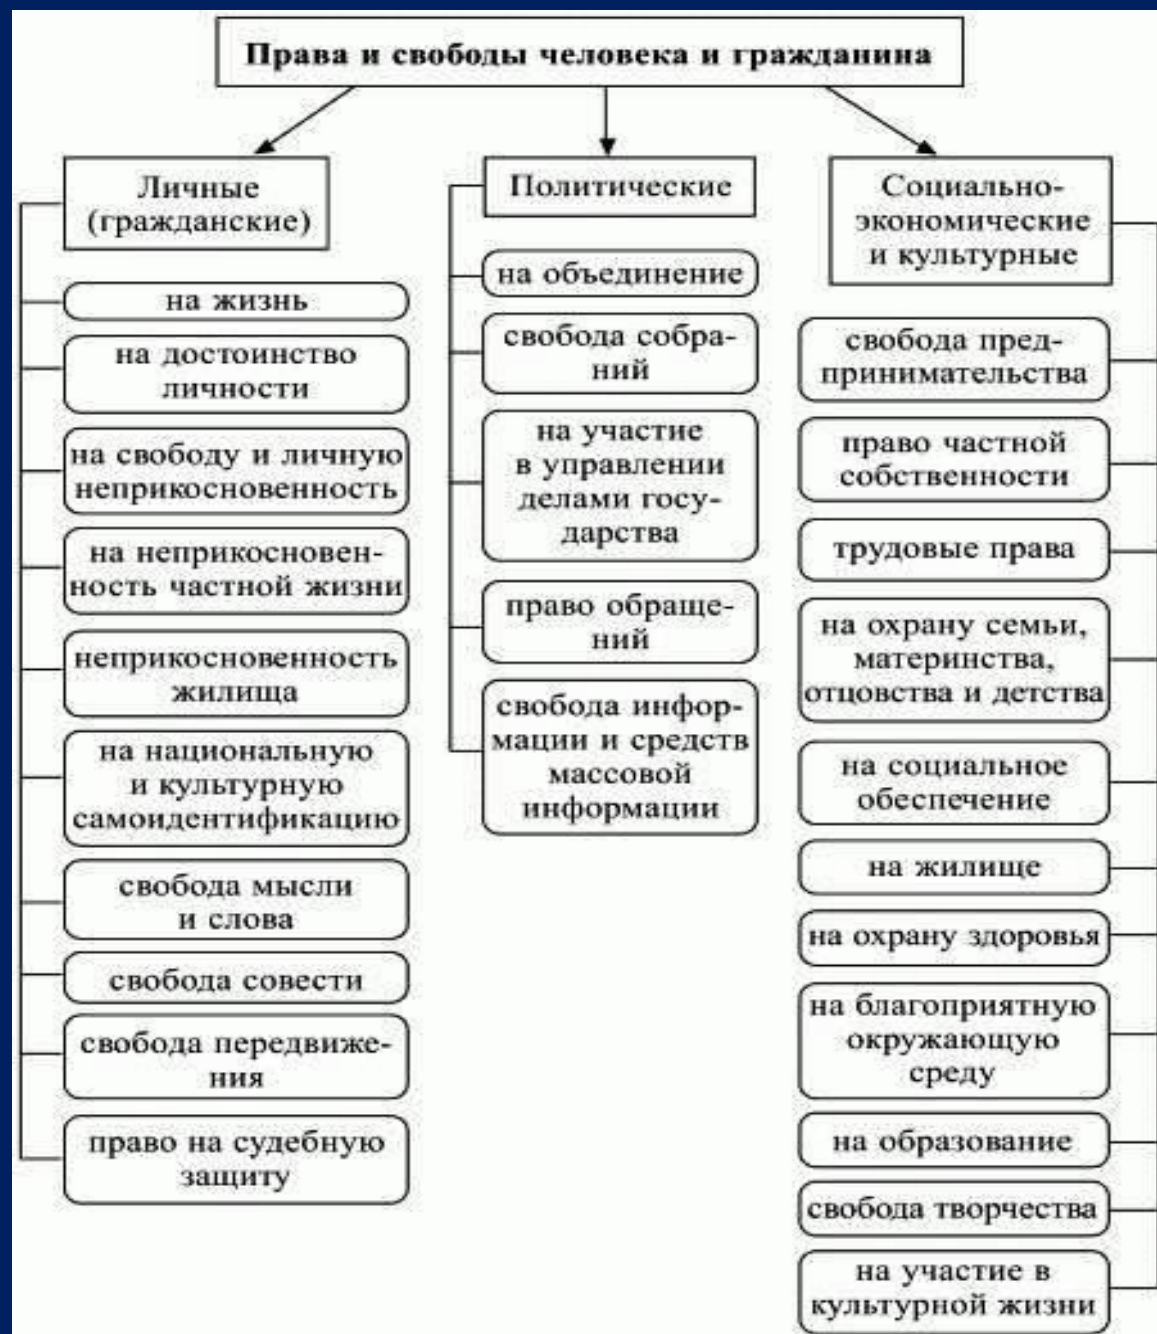 Права и свободы человека и гражданина
Личные
(гражданские)
на жизнь
на достоинство
личности
на свободу и личную
неприкосновенность
на неприкосновен-
ность частной жизни
неприкосновенность
жилища
на национальную
и культурную
самоидентификацию
свобода мысли
и слова
свобода совести
свобода передвиже-
ния
право на судебную
защиту
Политические
на объединение
свобода собра-
ний
на участие
в управлении
делами госу-
дарства
право обраще-
ний
свобода инфор-
мации и средств
массовой
информации
Социально-
экономические
и культурные
свобода пред-
принимательства
право частной
собственности
трудовые права
на охрану семьи,
материнства,
отцовства и детства
на социальное
обеспечение
на жилище
на охрану здоровья
на благоприятную
окружающую
среду
на образование
свобода творчества
на участие в
культурной жизни